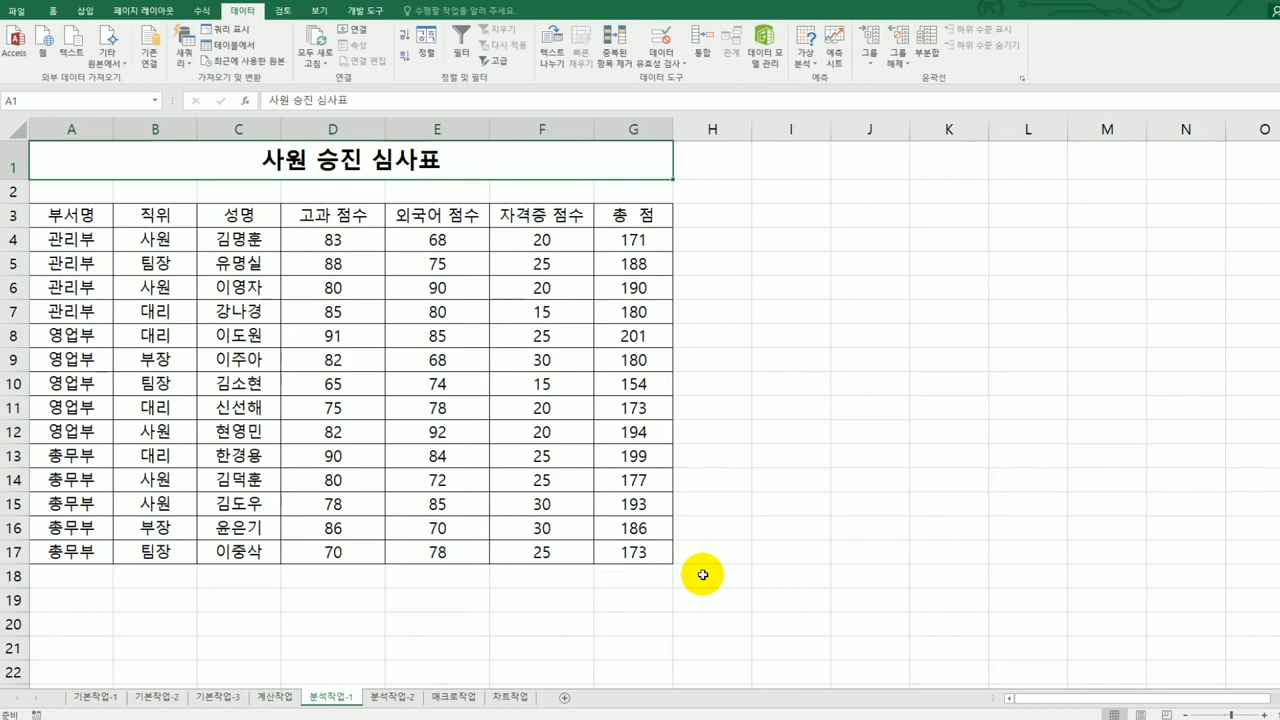 파일 홈 삽입 페이지 레이아웃 수식 데이터 검토 보기 개발 도구 수행할 작업을 알려 주세요.
Access 웹 텍스트 기타 원본에서 기존 연결 새 쿼리 쿼리 표시 테이블에서 최근에 사용한 원본 모두 새로 고침 연결 속성 연결 편집 정렬 필터 지우기 다시 적용 고급 텍스트 나누기 빠른 채우기 중복된 항목 제거 데이터 유효성 검사 통합 관계 데이터 모델 관리 가상 분석 예측 시트 그룹 그룹 해제 부분합 하위 수준 표시 하위 수준 숨기기
외부 데이터 가져오기 가져오기 및 변환 연결 정렬 및 필터 데이터 도구 예측 윤곽선
A1 fx 사원 승진 심사표
A B C D E F G H I J K L M N O
1 사원 승진 심사표
2
3 부서명 직위 성명 고과 점수 외국어 점수 자격증 점수 총 점
4 관리부 사원 김명훈 83 68 20 171
5 관리부 팀장 유명실 88 75 25 188
6 관리부 사원 이영자 80 90 20 190
7 관리부 대리 강나경 85 80 15 180
8 영업부 대리 이도원 91 85 25 201
9 영업부 부장 이주아 82 68 30 180
10 영업부 팀장 김소현 65 74 15 154
11 영업부 대리 신선해 75 78 20 173
12 영업부 사원 현영민 82 92 20 194
13 총무부 대리 한경용 90 84 25 199
14 총무부 사원 김덕훈 80 72 25 177
15 총무부 사원 김도우 78 85 30 193
16 총무부 부장 윤은기 86 70 30 186
17 총무부 팀장 이중삭 70 78 25 173
18
19
20
21
22
기본작업-1 기본작업-2 기본작업-3 계산작업 분석작업-1 분석작업-2 매크로작업 차트작업
준비